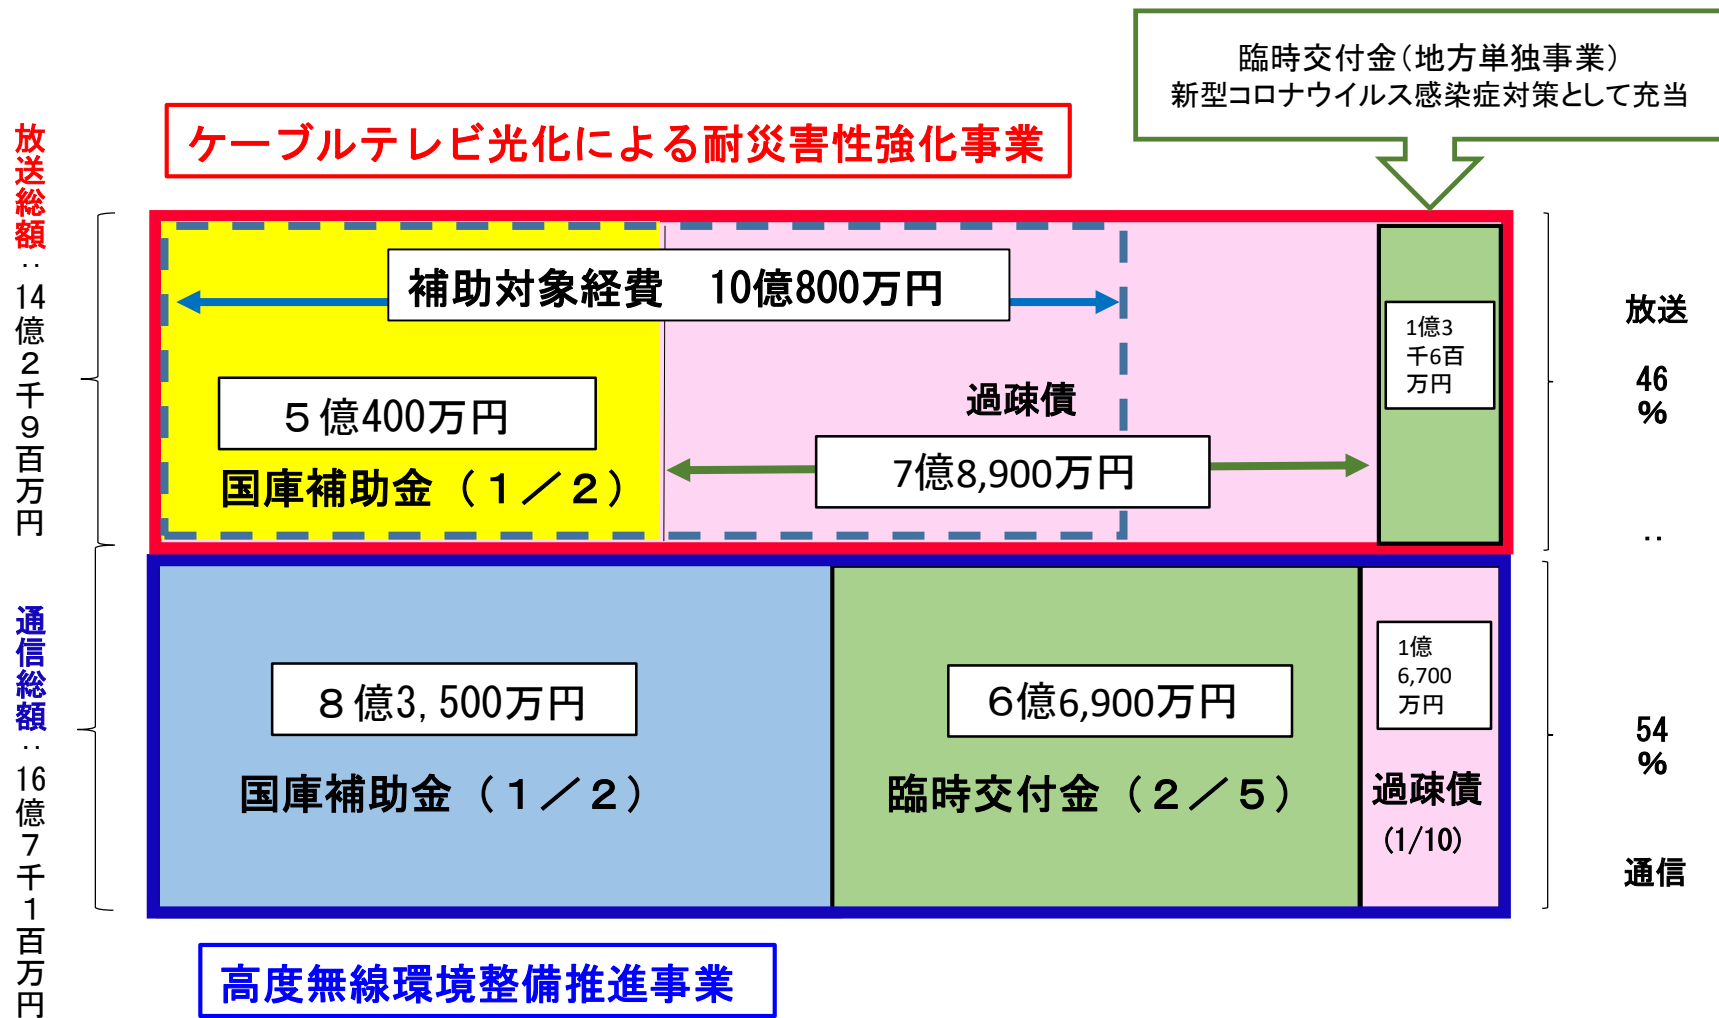 臨時交付金（地方単独事業）
新型コロナウイルス感染症対策として充当
ケーブルテレビ光化による耐災害性強化事業
放送総額：14億２千９百万円
補助対象経費　10億800万円
５億400万円
国庫補助金（１／２）
過疎債
7億8,900万円
1億3
千6百
万円
放送
46
％
：
通信総額：16億７千１百万円
８億3,500万円
国庫補助金（１／２）
６億6,900万円
臨時交付金（２／５）
1億
6,700
万円
過疎債
(1/10)
54
％
通信
高度無線環境整備推進事業